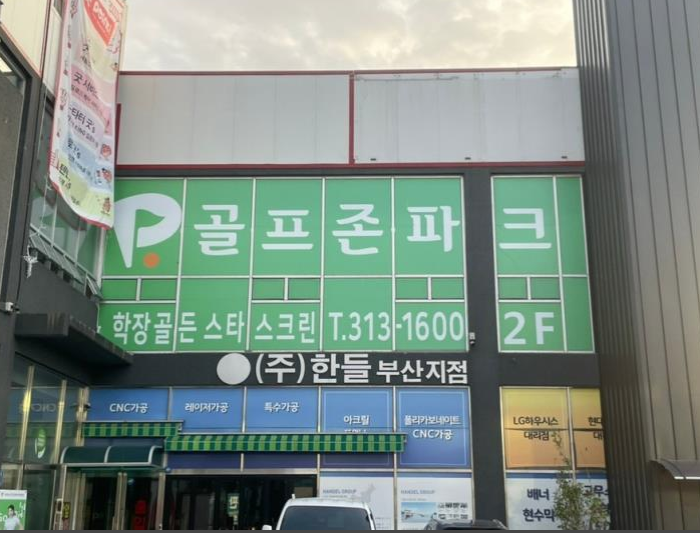 P. 골프존파크
학장골든 스타 스크린 T.313-1600 2F
(주)한들 부산지점
CNC가공
레이저가공
특수가공
아크릴
폴리카보네이트
CNC가공
LG하우시스
대리점
HANDEL GROUP
HANDEL GROUP
배너
현수막